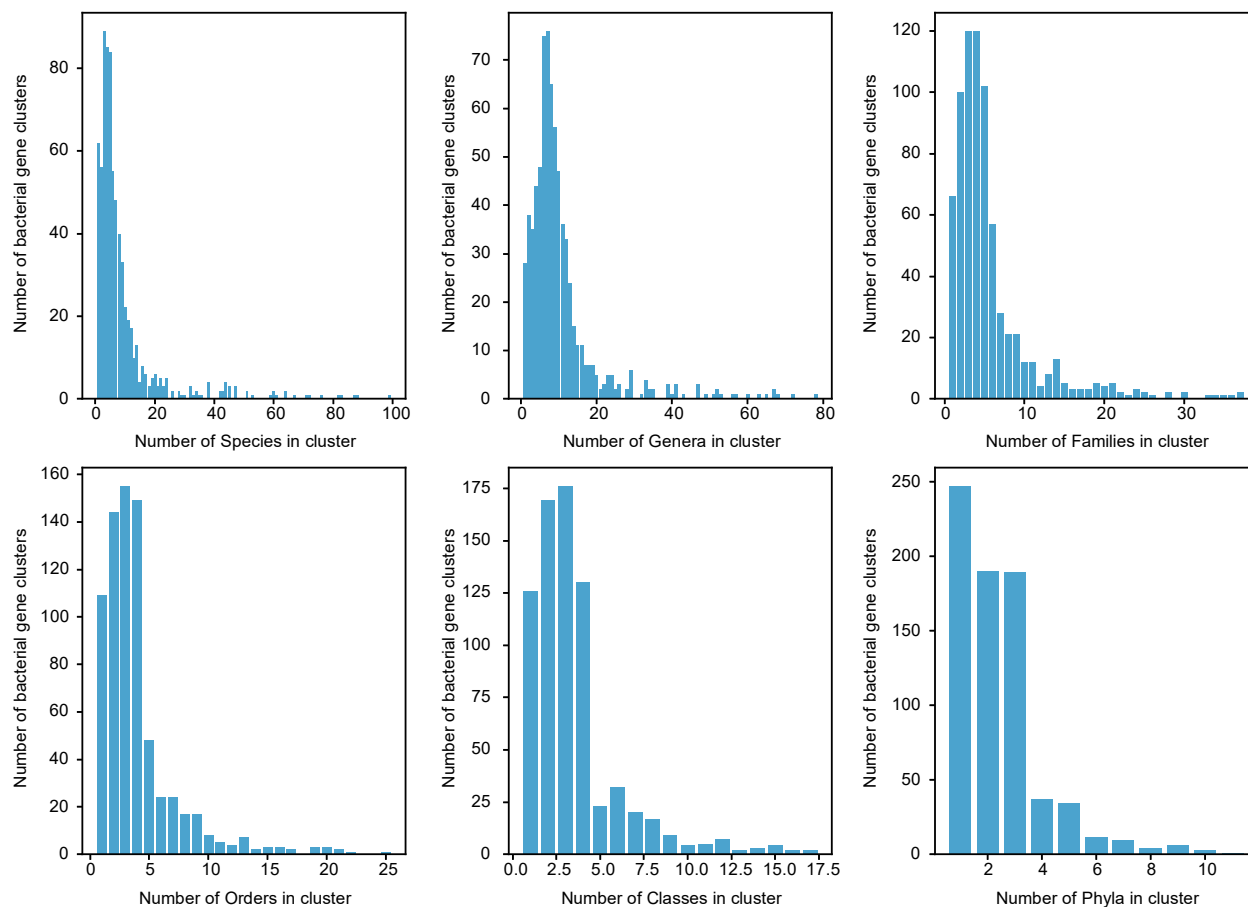 Number of bacterial gene clusters
80
60
40
20
0
0 20 40 60 80 100
Number of Species in cluster
Number of bacterial gene clusters
70
60
50
40
30
20
10
0
0 20 40 60 80
Number of Genera in cluster
Number of bacterial gene clusters
120
100
80
60
40
20
0
0 10 20 30
Number of Families in cluster
Number of bacterial gene clusters
160
140
120
100
80
60
40
20
0
0 5 10 15 20 25
Number of Orders in cluster
Number of bacterial gene clusters
175
150
125
100
75
50
25
0
0.0 2.5 5.0 7.5 10.0 12.5 15.0 17.5
Number of Classes in cluster
Number of bacterial gene clusters
250
200
150
100
50
0
2 4 6 8 10
Number of Phyla in cluster